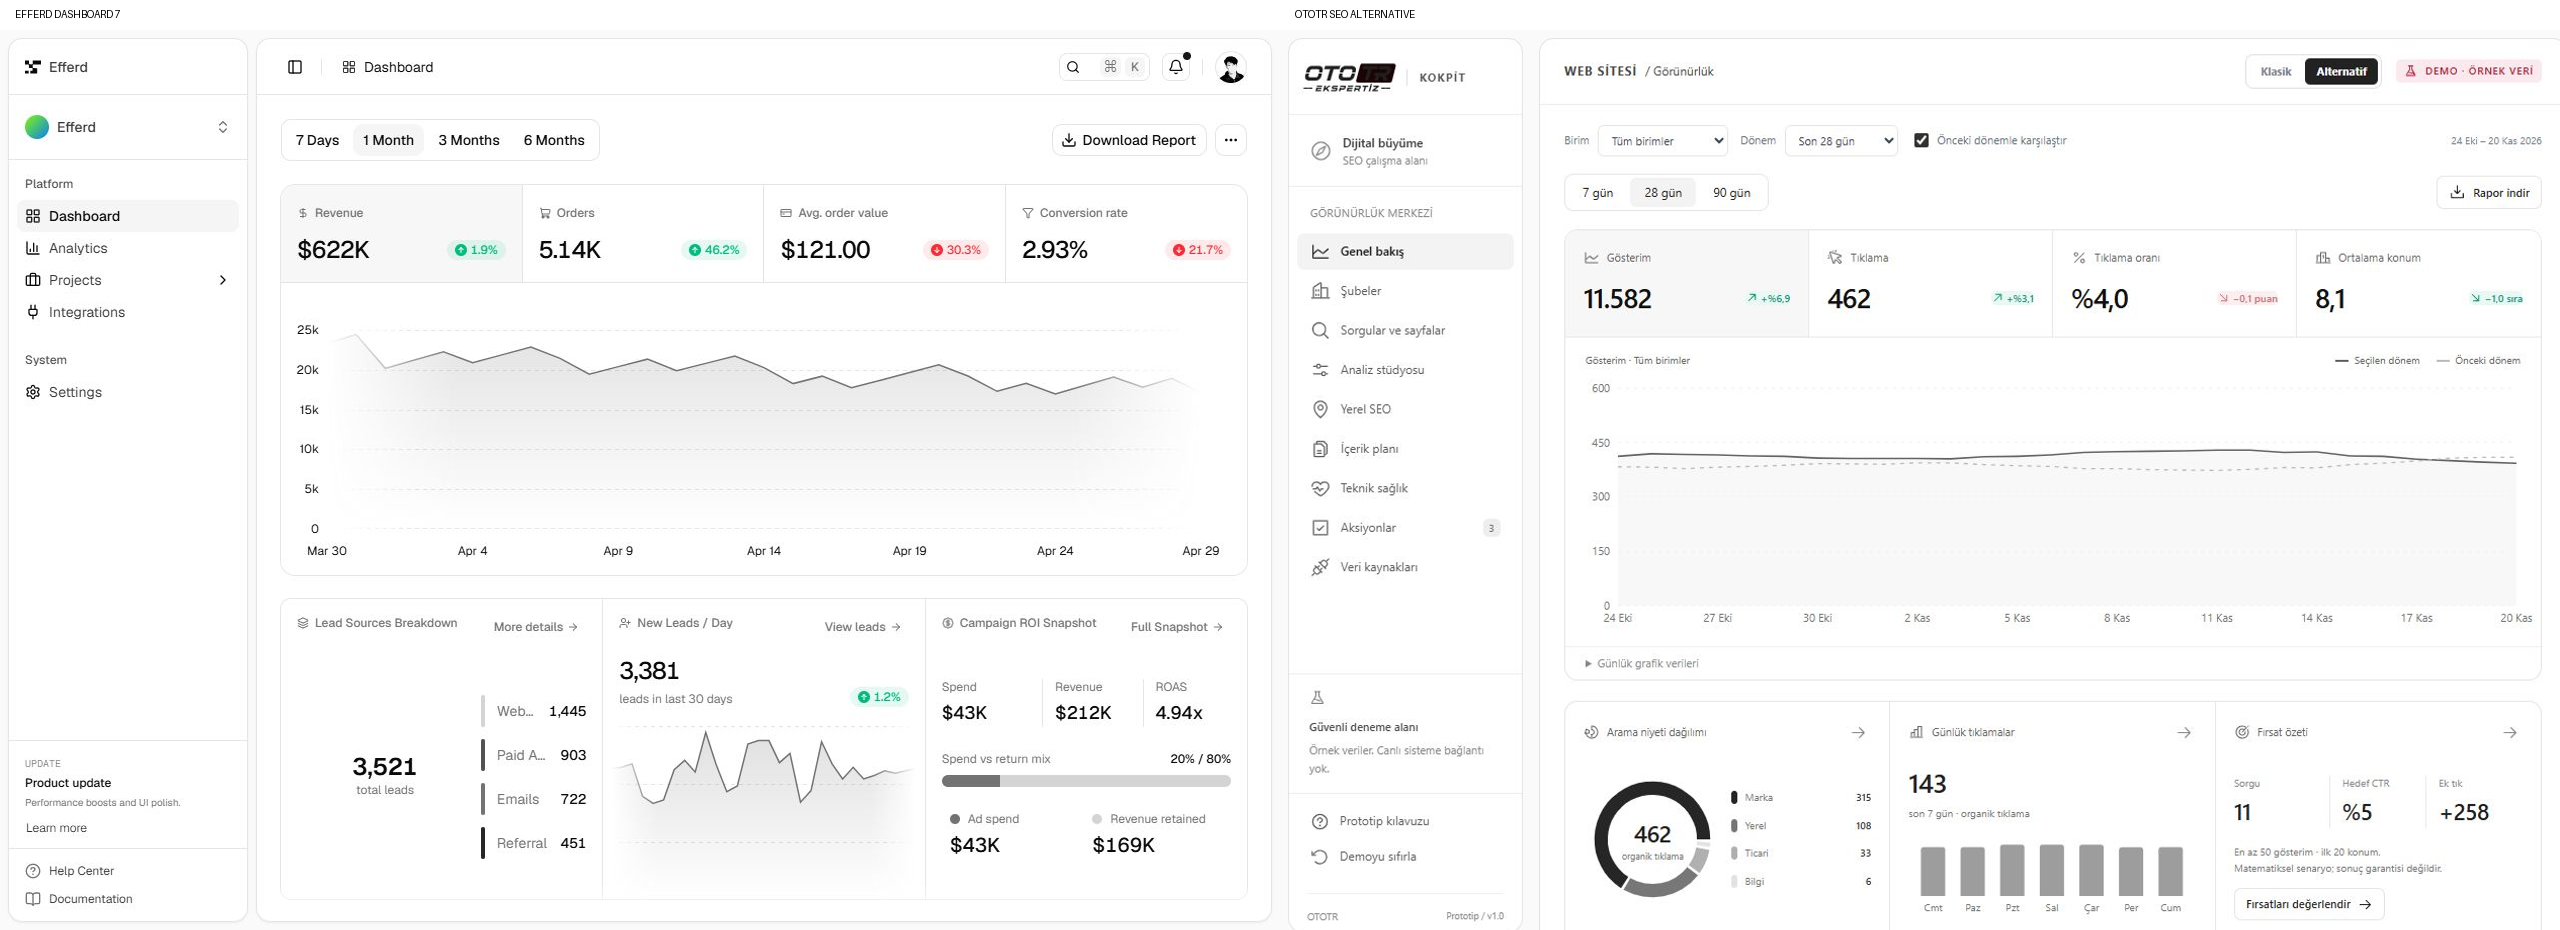 EFFERD DASHBOARD 7
Efferd
Efferd
Platform
Dashboard
Analytics
Projects
Integrations
System
Settings
UPDATE
Product update
Performance boosts and UI polish.
Learn more
Help Center
Documentation
Dashboard
⌘ K
7 Days 1 Month 3 Months 6 Months
Download Report
Revenue
$622K 1.9%
Orders
5.14K 46.2%
Avg. order value
$121.00 30.3%
Conversion rate
2.93% 21.7%
25k
20k
15k
10k
5k
0
Mar 30 Apr 4 Apr 9 Apr 14 Apr 19 Apr 24 Apr 29
Lead Sources Breakdown More details →
3,521
total leads
Web... 1,445
Paid A... 903
Emails 722
Referral 451
New Leads / Day View leads →
3,381
leads in last 30 days 1.2%
Campaign ROI Snapshot Full Snapshot →
Spend Revenue ROAS
$43K $212K 4.94x
Spend vs return mix 20% / 80%
Ad spend Revenue retained
$43K $169K
OTOTR SEO ALTERNATIVE
OTO TR
EKSPERTİZ
KOKPİT
Dijital büyüme
SEO çalışma alanı
GÖRÜNÜRLÜK MERKEZİ
Genel bakış
Şubeler
Sorgular ve sayfalar
Analiz stüdyosu
Yerel SEO
İçerik planı
Teknik sağlık
Aksiyonlar 3
Veri kaynakları
Güvenli deneme alanı
Örnek veriler. Canlı sisteme bağlantı
yok.
Prototip kılavuzu
Demoyu sıfırla
OTOTR Prototip / v1.0
WEB SİTESİ / Görünürlük
Klasik Alternatif
DEMO · ÖRNEK VERİ
Birim Tüm birimler Dönem Son 28 gün Önceki dönemle karşılaştır
24 Eki – 20 Kas 2026
7 gün 28 gün 90 gün
Rapor indir
Gösterim
11.582 +%6,9
Tıklama
462 +%3,1
Tıklama oranı
%4,0 −0,1 puan
Ortalama konum
8,1 −1,0 sıra
Gösterim · Tüm birimler
Seçilen dönem Önceki dönem
600
450
300
150
0
24 Eki 27 Eki 30 Eki 2 Kas 5 Kas 8 Kas 11 Kas 14 Kas 17 Kas 20 Kas
Günlük grafik verileri
Arama niyeti dağılımı
462
organik tıklama
Marka 315
Yerel 108
Ticari 33
Bilgi 6
Günlük tıklamalar
143
son 7 gün · organik tıklama
Cmt Paz Pzt Sal Çar Per Cum
Fırsat özeti
Sorgu Hedef CTR Ek tık
11 %5 +258
En az 50 gösterim · ilk 20 konum.
Matematiksel senaryo; sonuç garantisi değildir.
Fırsatları değerlendir →